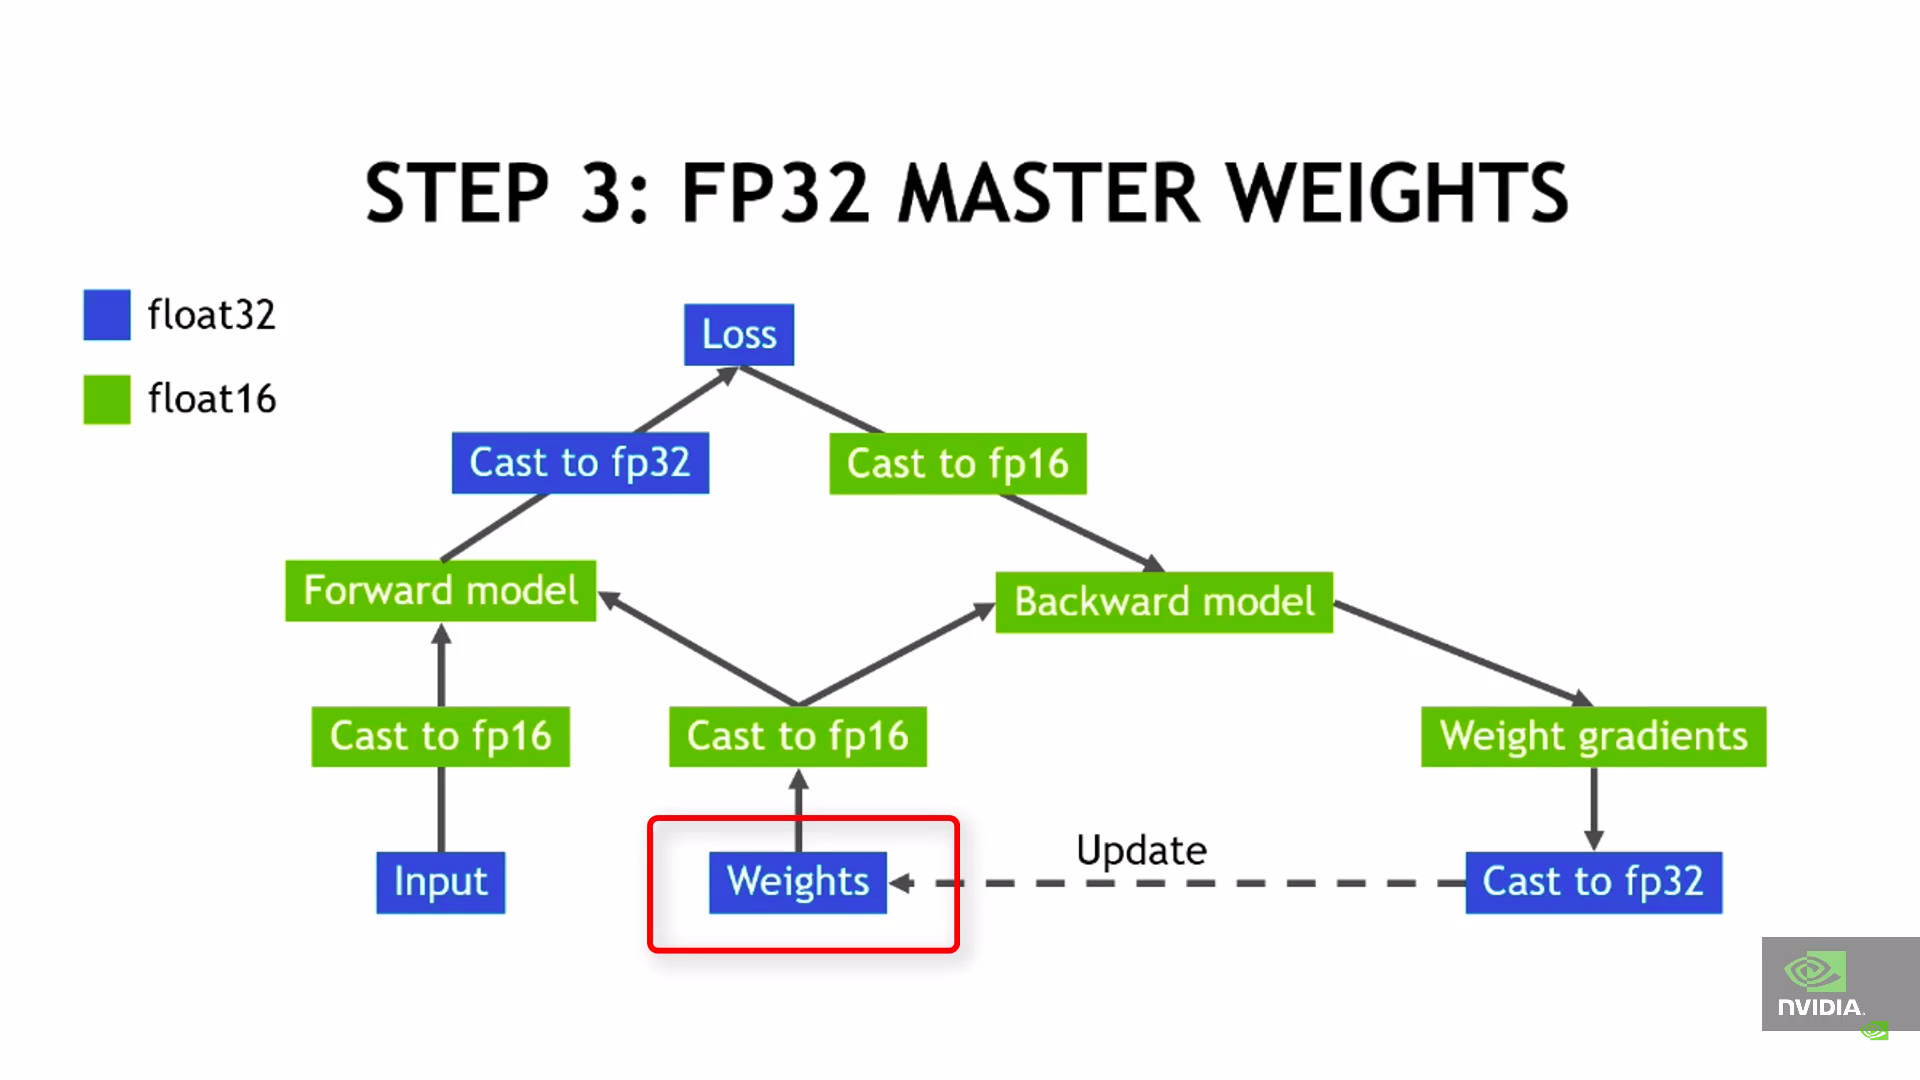 STEP 3: FP32 MASTER WEIGHTS
float32
float16
Loss
Cast to fp32
Cast to fp16
Forward model
Backward model
Cast to fp16
Cast to fp16
Weight gradients
Input
Weights
Update
Cast to fp32
NVIDIA.